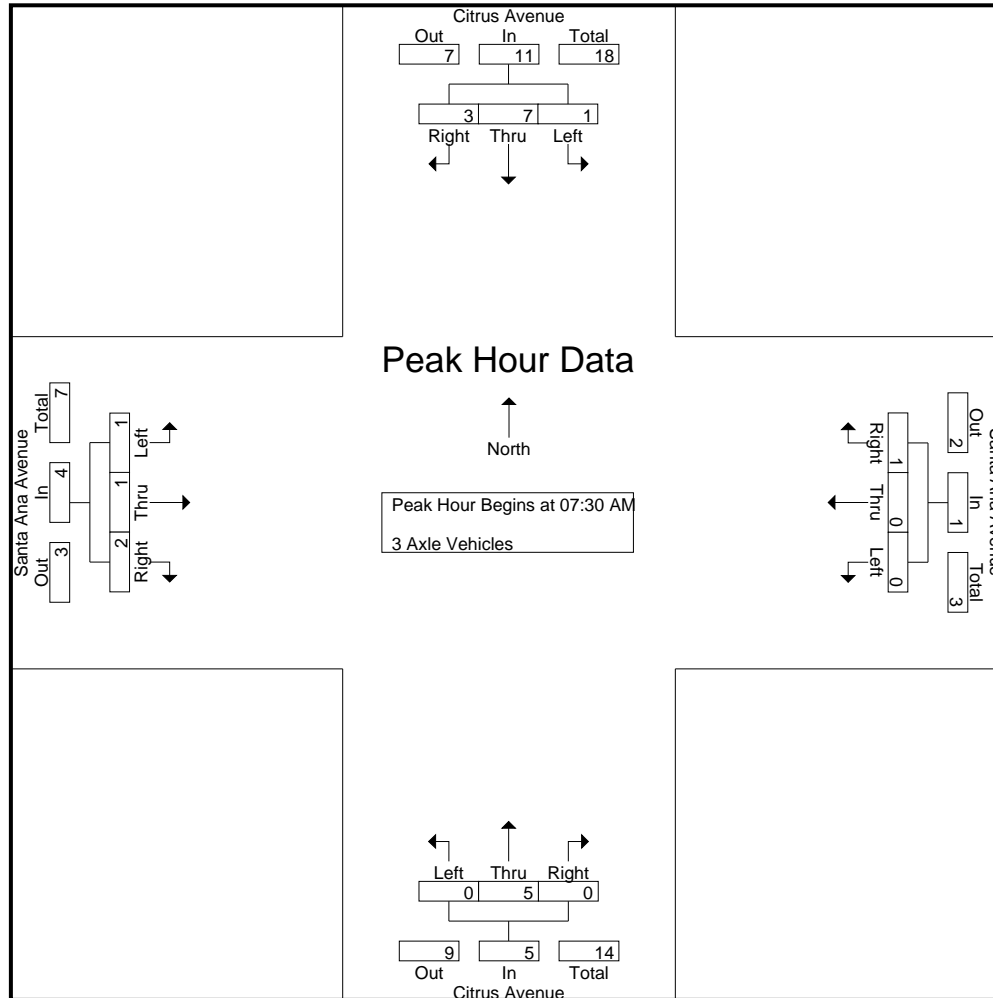 Citrus Avenue
Out In Total
7 11 18
3 7 1
Right Thru Left
Peak Hour Data
North
Peak Hour Begins at 07:30 AM
3 Axle Vehicles
Santa Ana Avenue
Total In Out
7 4 3
1 1 2
Left Thru Right
Out In Total
2 1 3
1 0 0
Right Thru Left
Left Thru Right
0 5 0
9 5 14
Out In Total
Citrus Avenue